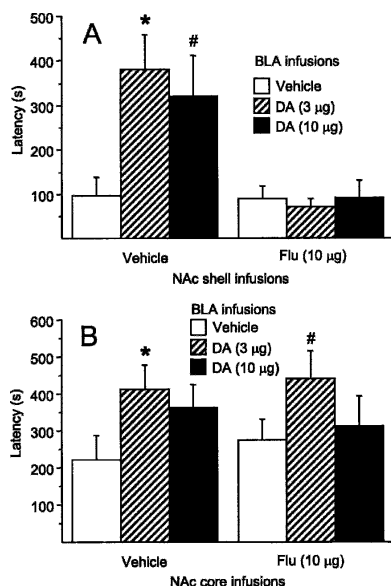 A
500
400
300
200
100
Latency (s)
*
#
BLA infusions
Vehicle
DA (3 µg)
DA (10 µg)
Vehicle
Flu (10 µg)
NAc shell infusions
B
600
500
400
300
200
100
Latency (s)
BLA infusions
Vehicle
DA (3 µg)
DA (10 µg)
*
#
Vehicle
Flu (10 µg)
NAc core infusions